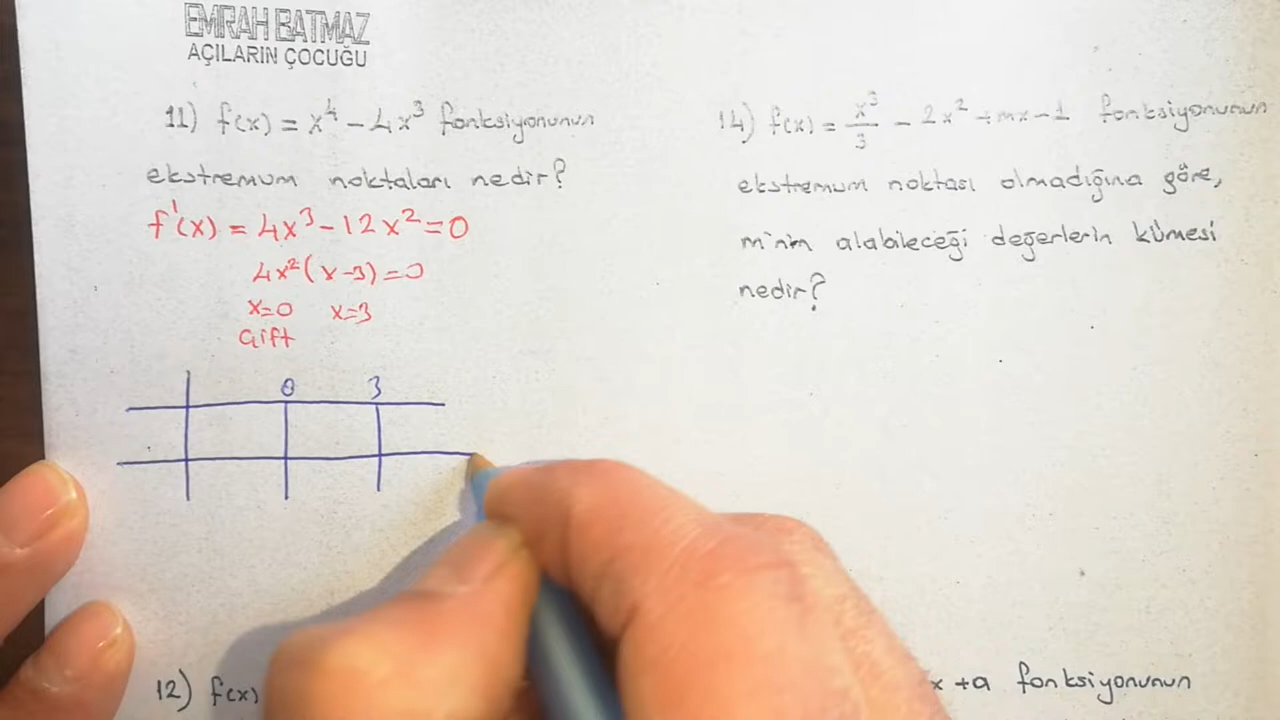 EMRAH BATMAZ
AÇILARIN ÇOCUĞU
11) f(x) = x⁴ - 4x³ fonksiyonunun
ekstremum noktaları nedir?
f'(x) = 4x³ - 12x² = 0
4x²(x-3) = 0
x=0 x=3
Çift
0 3
14) f(x) = x³/3 - 2x² + mx - 1 fonksiyonunun
ekstremum noktası olmadığına göre,
m'nin alabileceği değerlerin kümesi
nedir?
12) f(x)
x + a fonksiyonunun